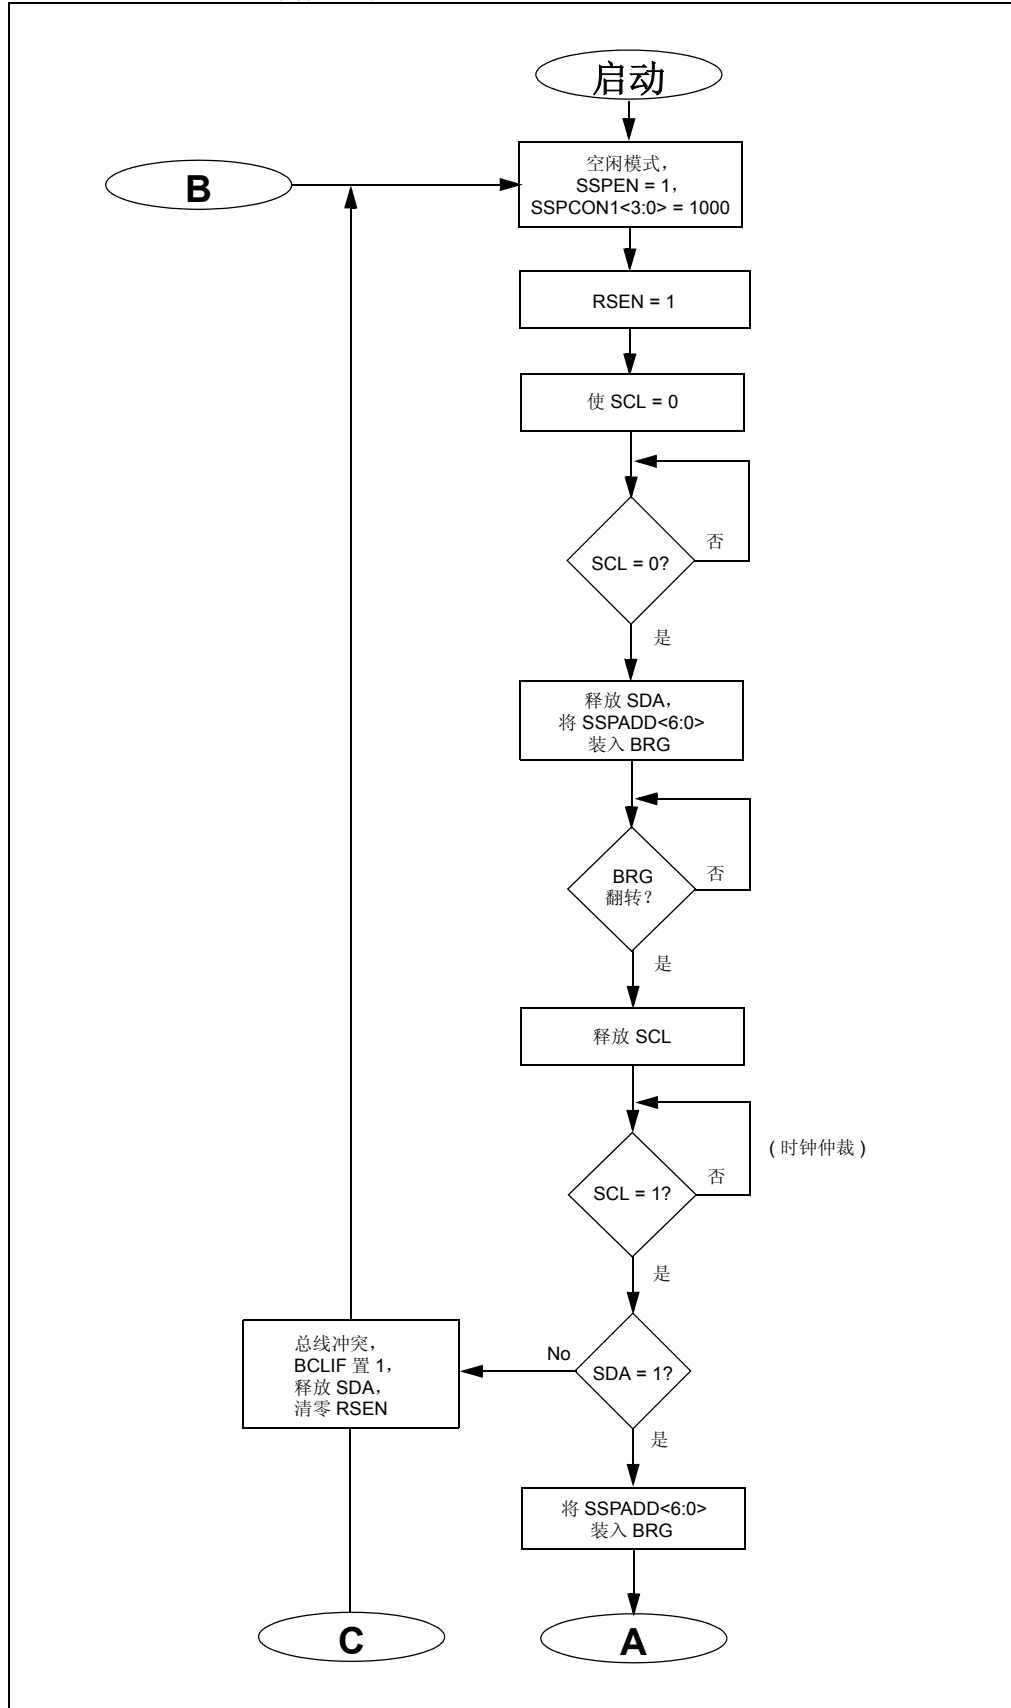 启动
空闲模式，
SSPEN = 1，
SSPCON1<3:0> = 1000
B
RSEN = 1
使 SCL = 0
否
SCL = 0?
是
释放 SDA，
将 SSPADD<6:0>
装入 BRG
BRG
翻转？
否
是
释放 SCL
( 时钟仲裁 )
否
SCL = 1?
是
总线冲突，
BCLIF 置 1，
释放 SDA，
清零 RSEN
No
SDA = 1?
是
将 SSPADD<6:0>
装入 BRG
C
A